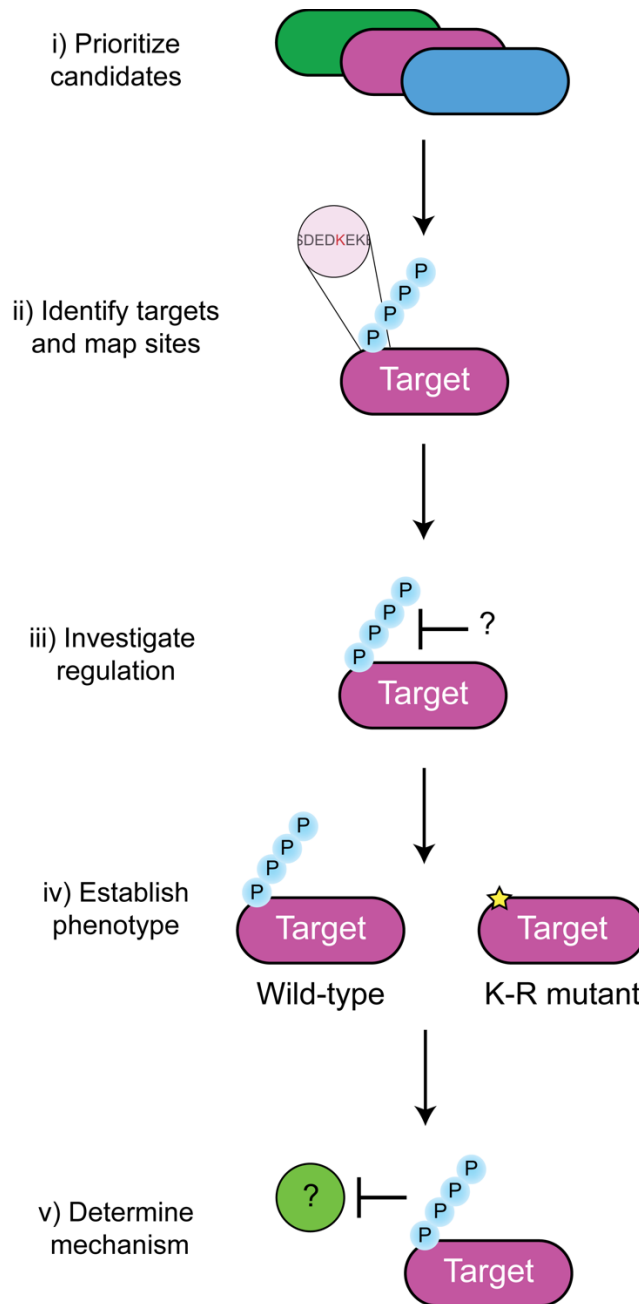 i) Prioritize
candidates
SDEDKEKE
P
P
P
P
ii) Identify targets
and map sites
Target
P
P
P
P
?
iii) Investigate
regulation
Target
P
P
P
P
iv) Establish
phenotype
Target
Target
Wild-type
K-R mutant
P
P
P
P
?
v) Determine
mechanism
Target